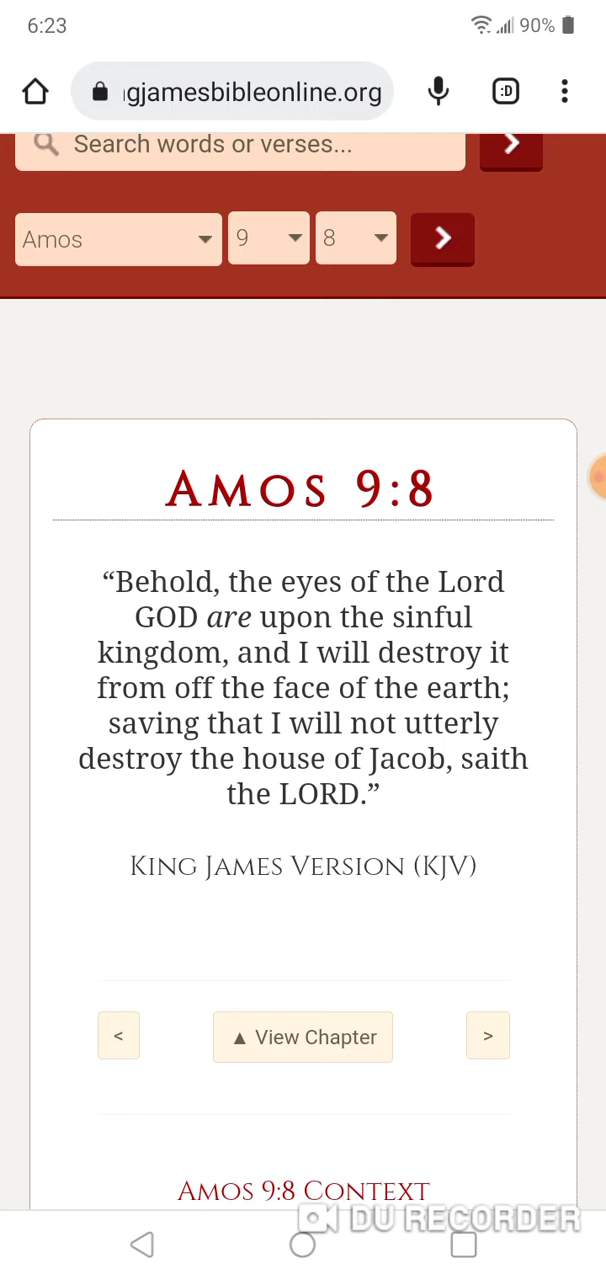 6:23
90%
gjamesbibleonline.org
:D
Search words or verses...
Amos
9
8
Amos 9:8
“Behold, the eyes of the Lord
GOD are upon the sinful
kingdom, and I will destroy it
from off the face of the earth;
saving that I will not utterly
destroy the house of Jacob, saith
the LORD.”
King James Version (KJV)
<
▲ View Chapter
>
Amos 9:8 Context
DU RECORDER